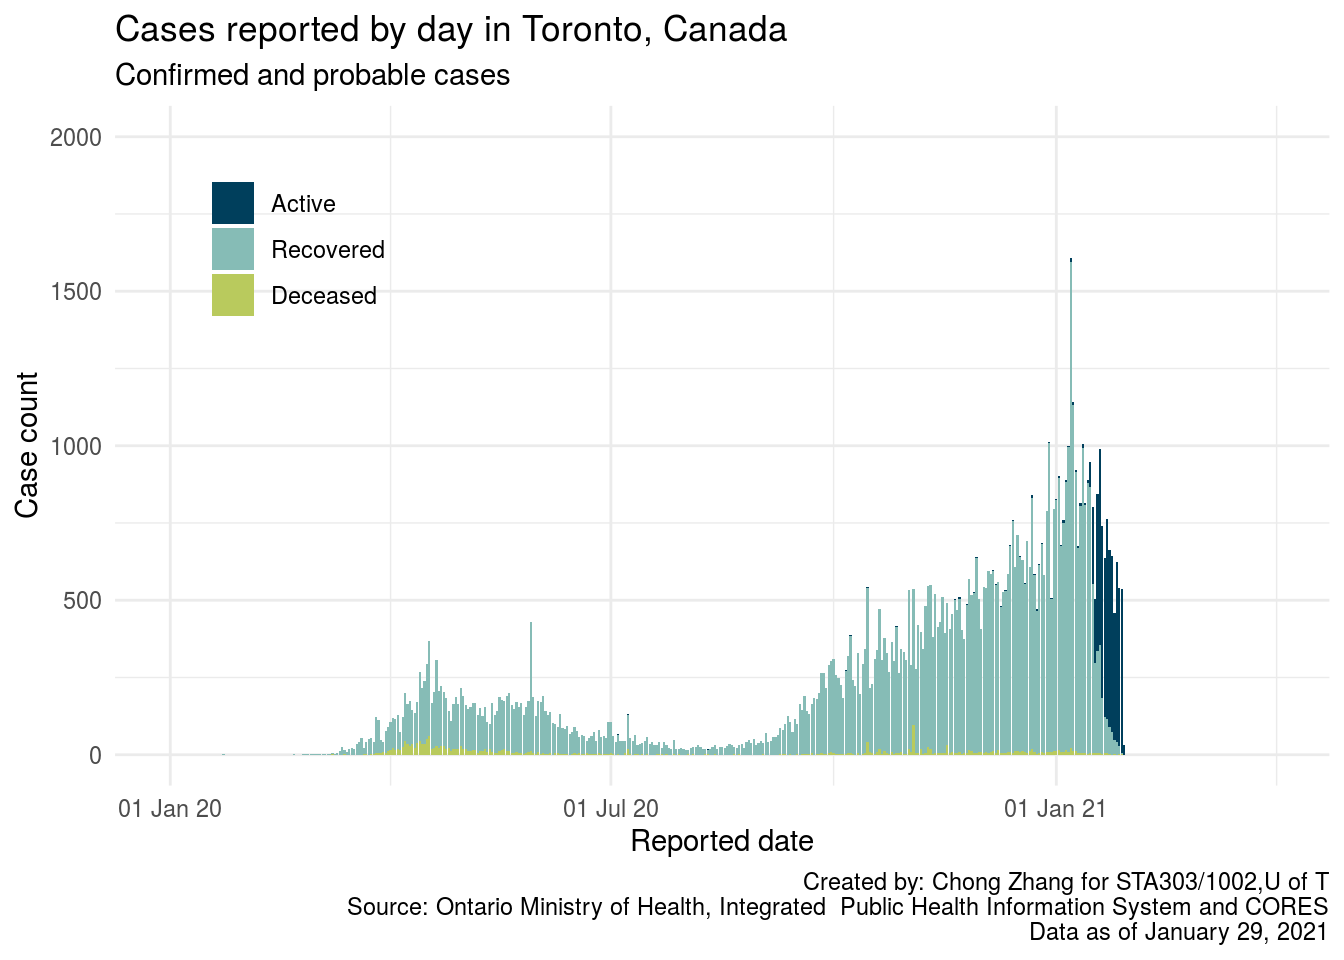 Cases reported by day in Toronto, Canada
Confirmed and probable cases
2000
1500
1000
500
0
Case count
Active
Recovered
Deceased
01 Jan 20
01 Jul 20
01 Jan 21
Reported date
Created by: Chong Zhang for STA303/1002,U of T
Source: Ontario Ministry of Health, Integrated  Public Health Information System and CORES
Data as of January 29, 2021